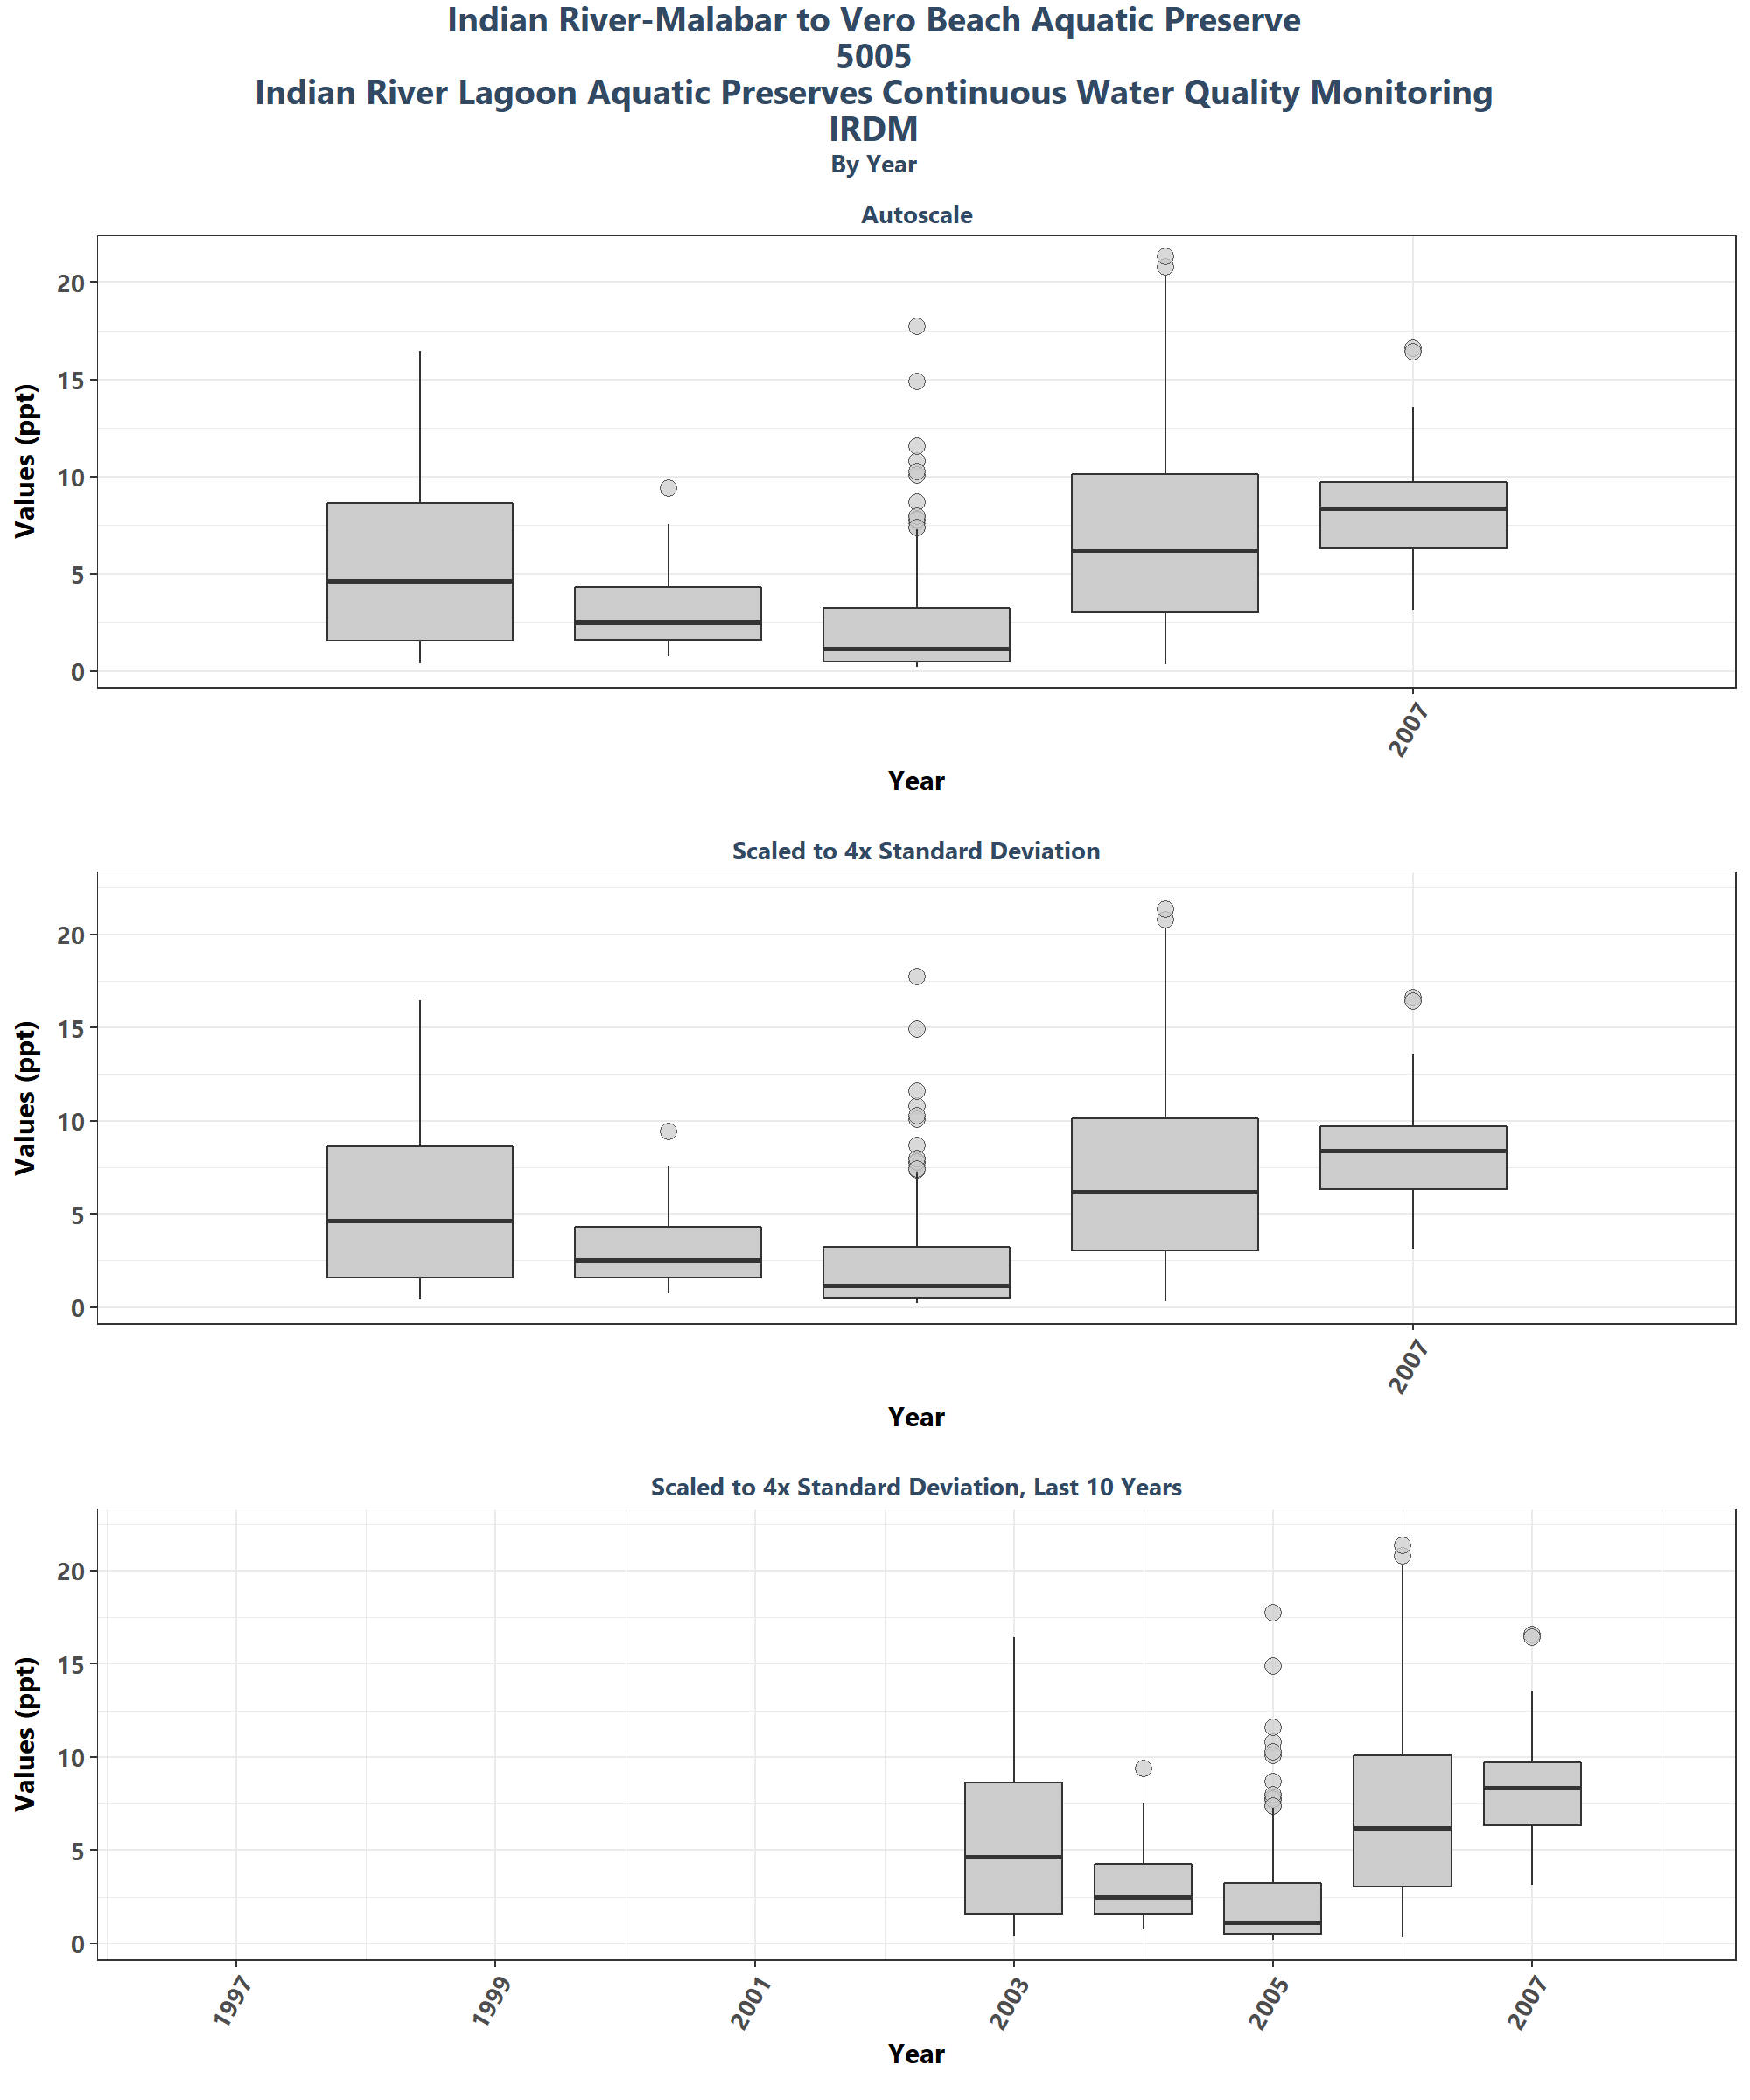 Indian River-Malabar to Vero Beach Aquatic Preserve
5005
Indian River Lagoon Aquatic Preserves Continuous Water Quality Monitoring
IRDM
By Year
Autoscale
Values (ppt)
20
15
10
5
0
2007
Year
Scaled to 4x Standard Deviation
Values (ppt)
20
15
10
5
0
2007
Year
Scaled to 4x Standard Deviation, Last 10 Years
Values (ppt)
20
15
10
5
0
1997 1999 2001 2003 2005 2007
Year